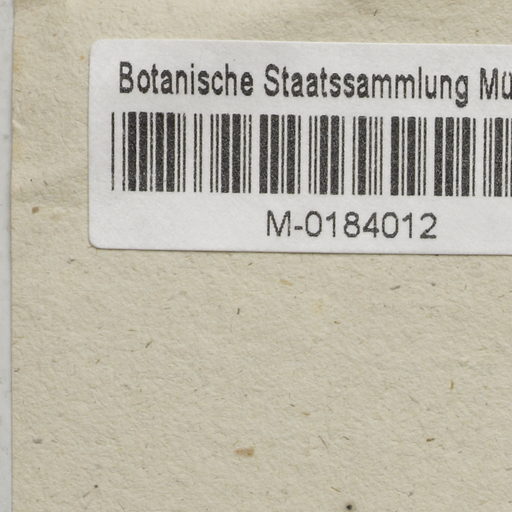 Botanische Staatssammlung Mü
M-0184012